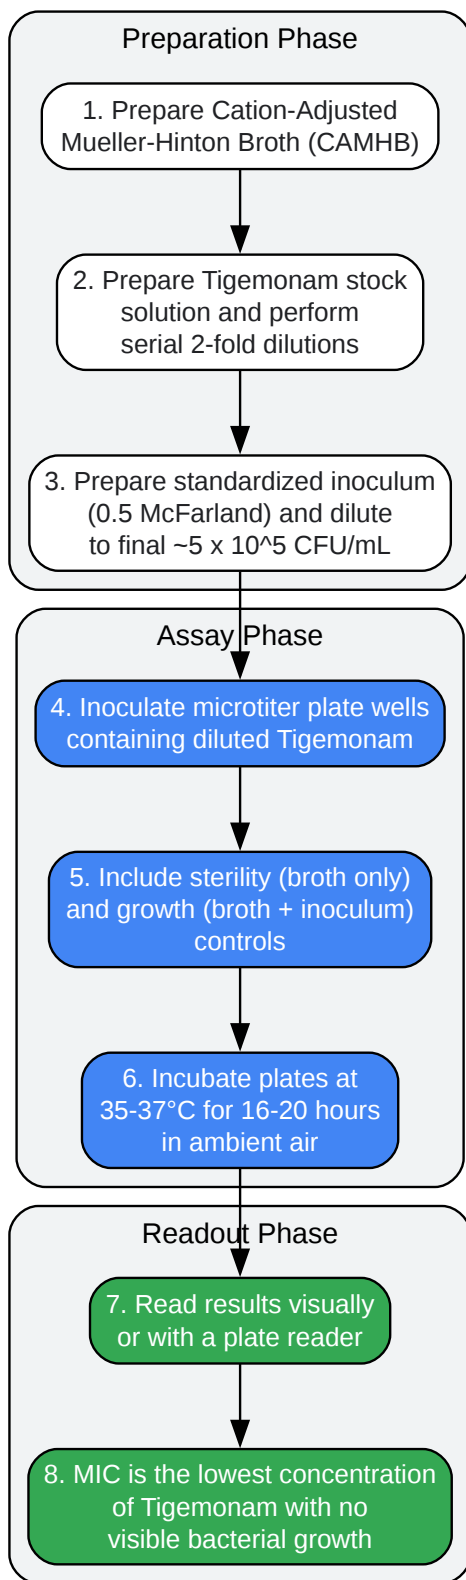 Preparation Phase
1. Prepare Cation-Adjusted
Mueller-Hinton Broth (CAMHB)
2. Prepare Tigemonam stock
solution and perform
serial 2-fold dilutions
3. Prepare standardized inoculum
(0.5 McFarland) and dilute
to final ~5 x 10^5 CFU/mL
Assay Phase
4. Inoculate microtiter plate wells
containing diluted Tigemonam
5. Include sterility (broth only)
and growth (broth + inoculum)
controls
6. Incubate plates at
35-37°C for 16-20 hours
in ambient air
Readout Phase
7. Read results visually
or with a plate reader
8. MIC is the lowest concentration
of Tigemonam with no
visible bacterial growth